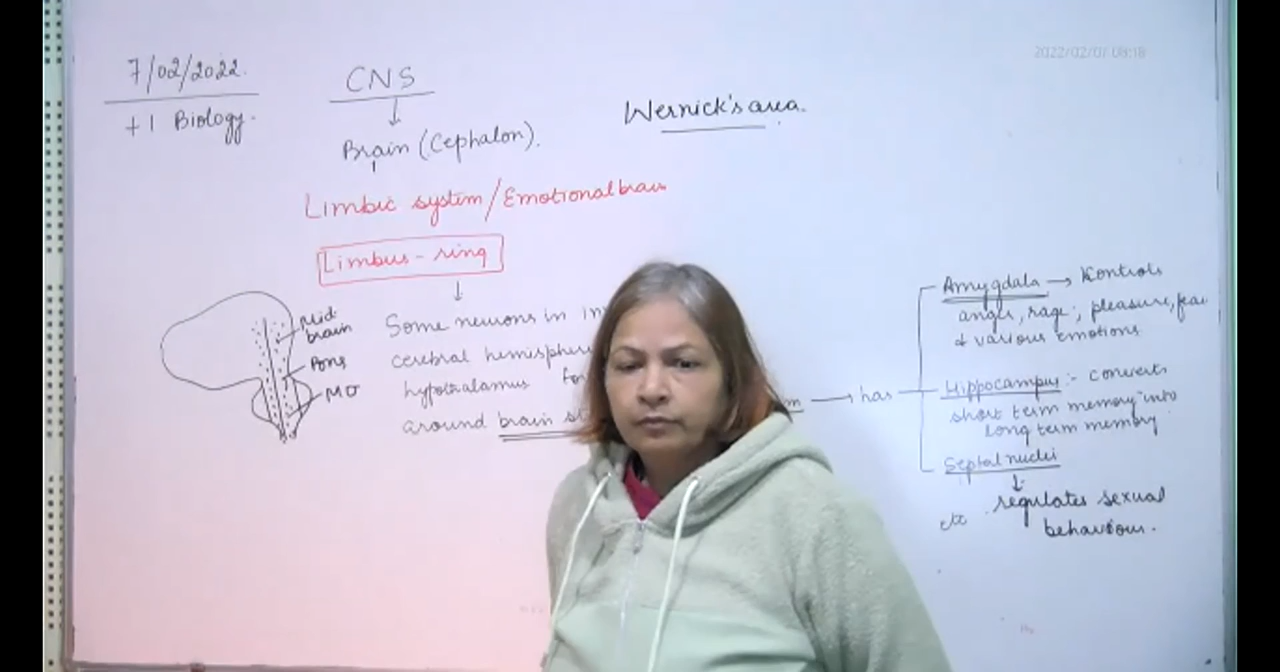 2022/02/07 08:18
7/02/2022.
+1 Biology.
CNS
↓
Brain (Cephalon).
Wernick's area.
Limbic system/Emotional brain
Limbus - ring
↓
Some neurons in
cerebral hemisphere
hypothalamus
around brain
Mid
brain
Pons
MO
→ has
Amygdala → Kontrols
anger, rage, pleasure, fear
& various emotions
Hippocampus :- converts
short term memory into
long term memory
Septal nuclei
↓
regulates sexual
behaviour.
etc